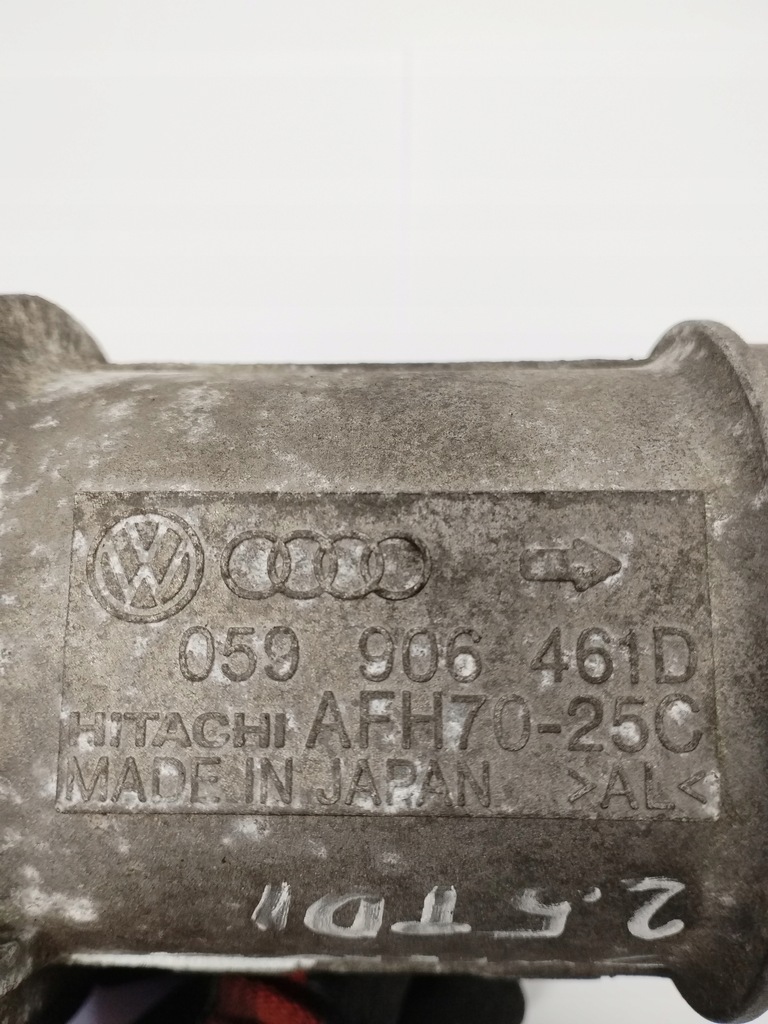 059 906 461D
HITACHI AFH70-25C
MADE IN JAPAN >AL<
2.5 TDI